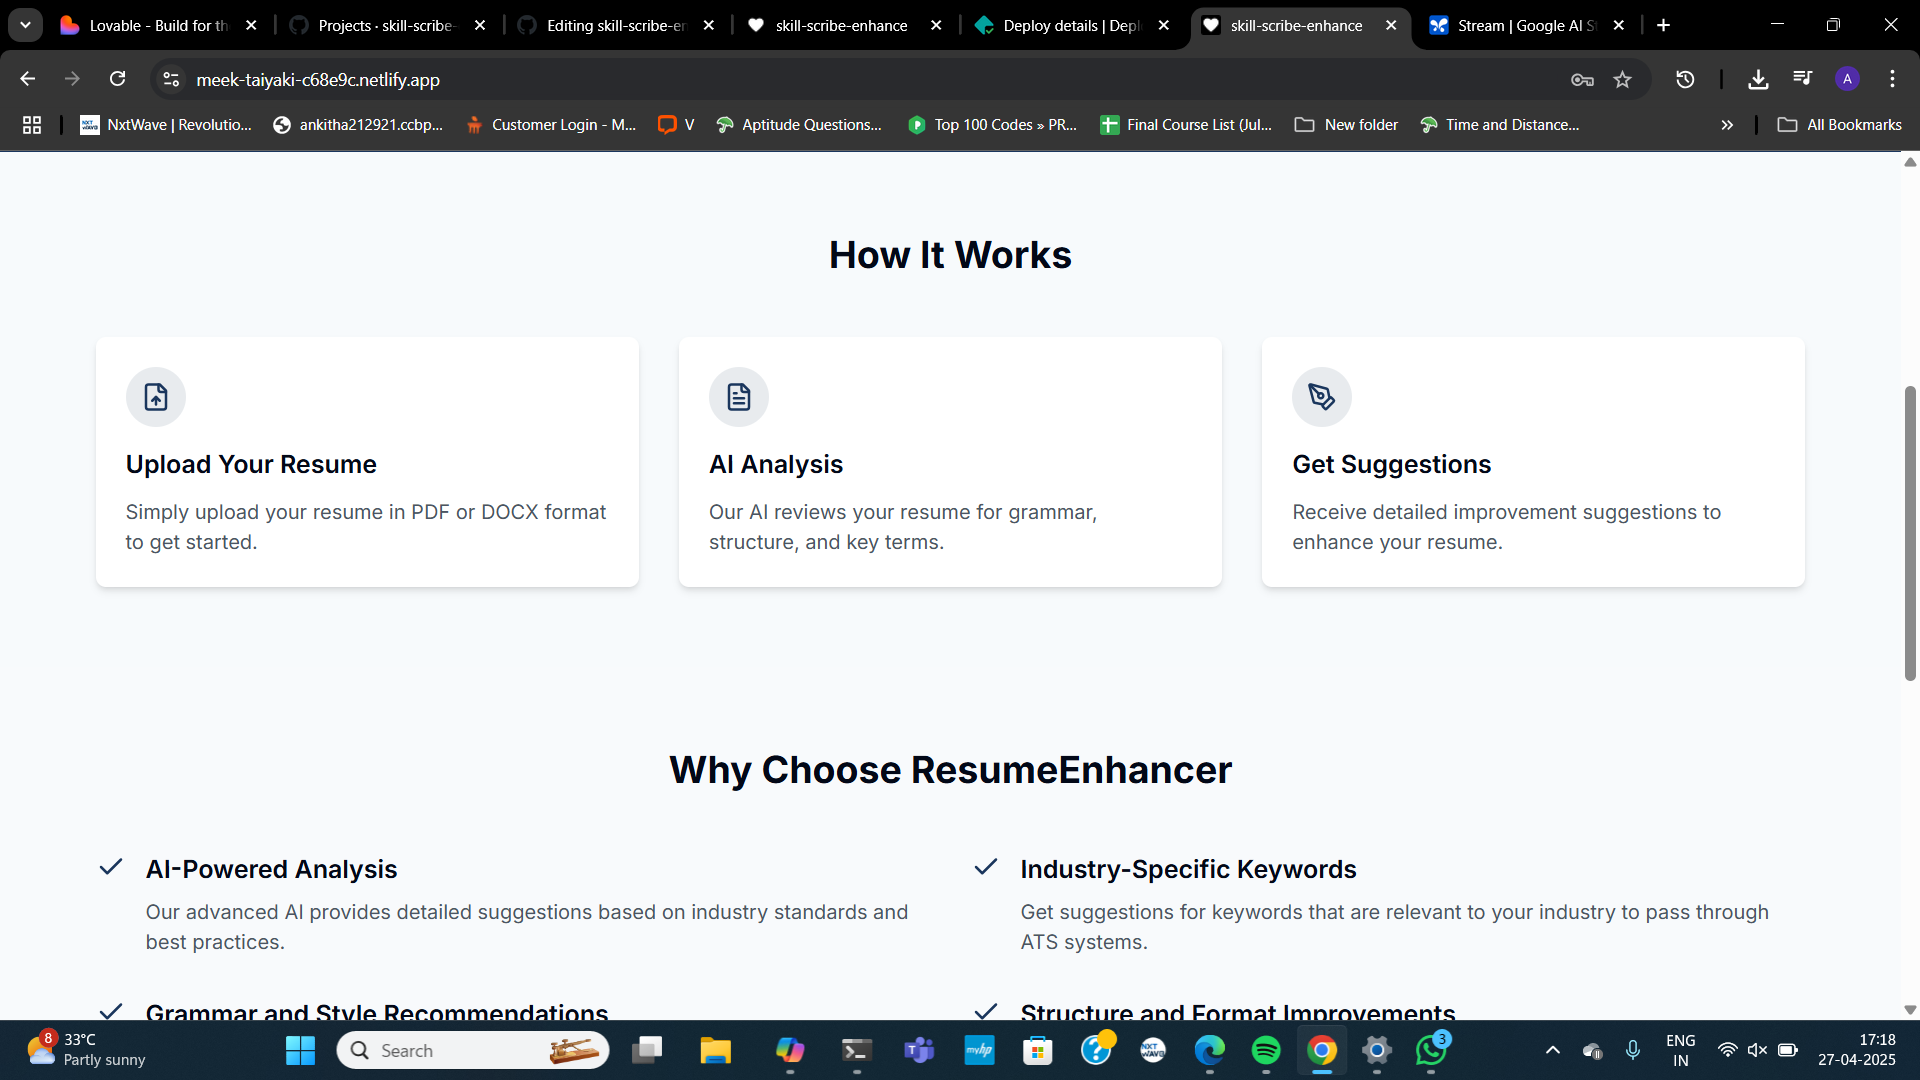 Lovable - Build for th
Projects · skill-scribe-
Editing skill-scribe-en
skill-scribe-enhance
Deploy details | Depl
skill-scribe-enhance
Stream | Google AI S
meek-taiyaki-c68e9c.netlify.app
A
NxtWave | Revolutio...
ankitha212921.ccbp...
Customer Login - M...
V
Aptitude Questions...
Top 100 Codes » PR...
Final Course List (Jul...
New folder
Time and Distance...
All Bookmarks
How It Works
Upload Your Resume
Simply upload your resume in PDF or DOCX format
to get started.
AI Analysis
Our AI reviews your resume for grammar,
structure, and key terms.
Get Suggestions
Receive detailed improvement suggestions to
enhance your resume.
Why Choose ResumeEnhancer
AI-Powered Analysis
Our advanced AI provides detailed suggestions based on industry standards and
best practices.
Industry-Specific Keywords
Get suggestions for keywords that are relevant to your industry to pass through
ATS systems.
Grammar and Style Recommendations
Structure and Format Improvements
8
33°C
Partly sunny
Search
myhp
NXT
WAVE
3
ENG
IN
17:18
27-04-2025